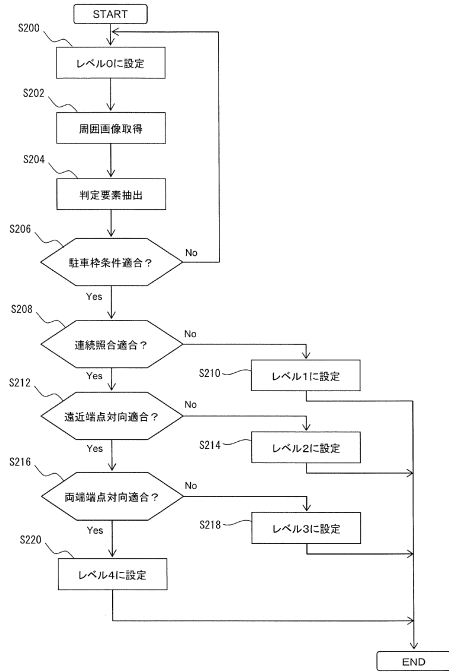 START
S200
レベル0に設定
S202
周囲画像取得
S204
判定要素抽出
S206
駐車枠条件適合？
No
Yes
S208
連続照合適合？
No
Yes
S210
レベル1に設定
S212
遠近端点対向適合？
No
Yes
S214
レベル2に設定
S216
両端端点対向適合？
No
Yes
S218
レベル3に設定
S220
レベル4に設定
END